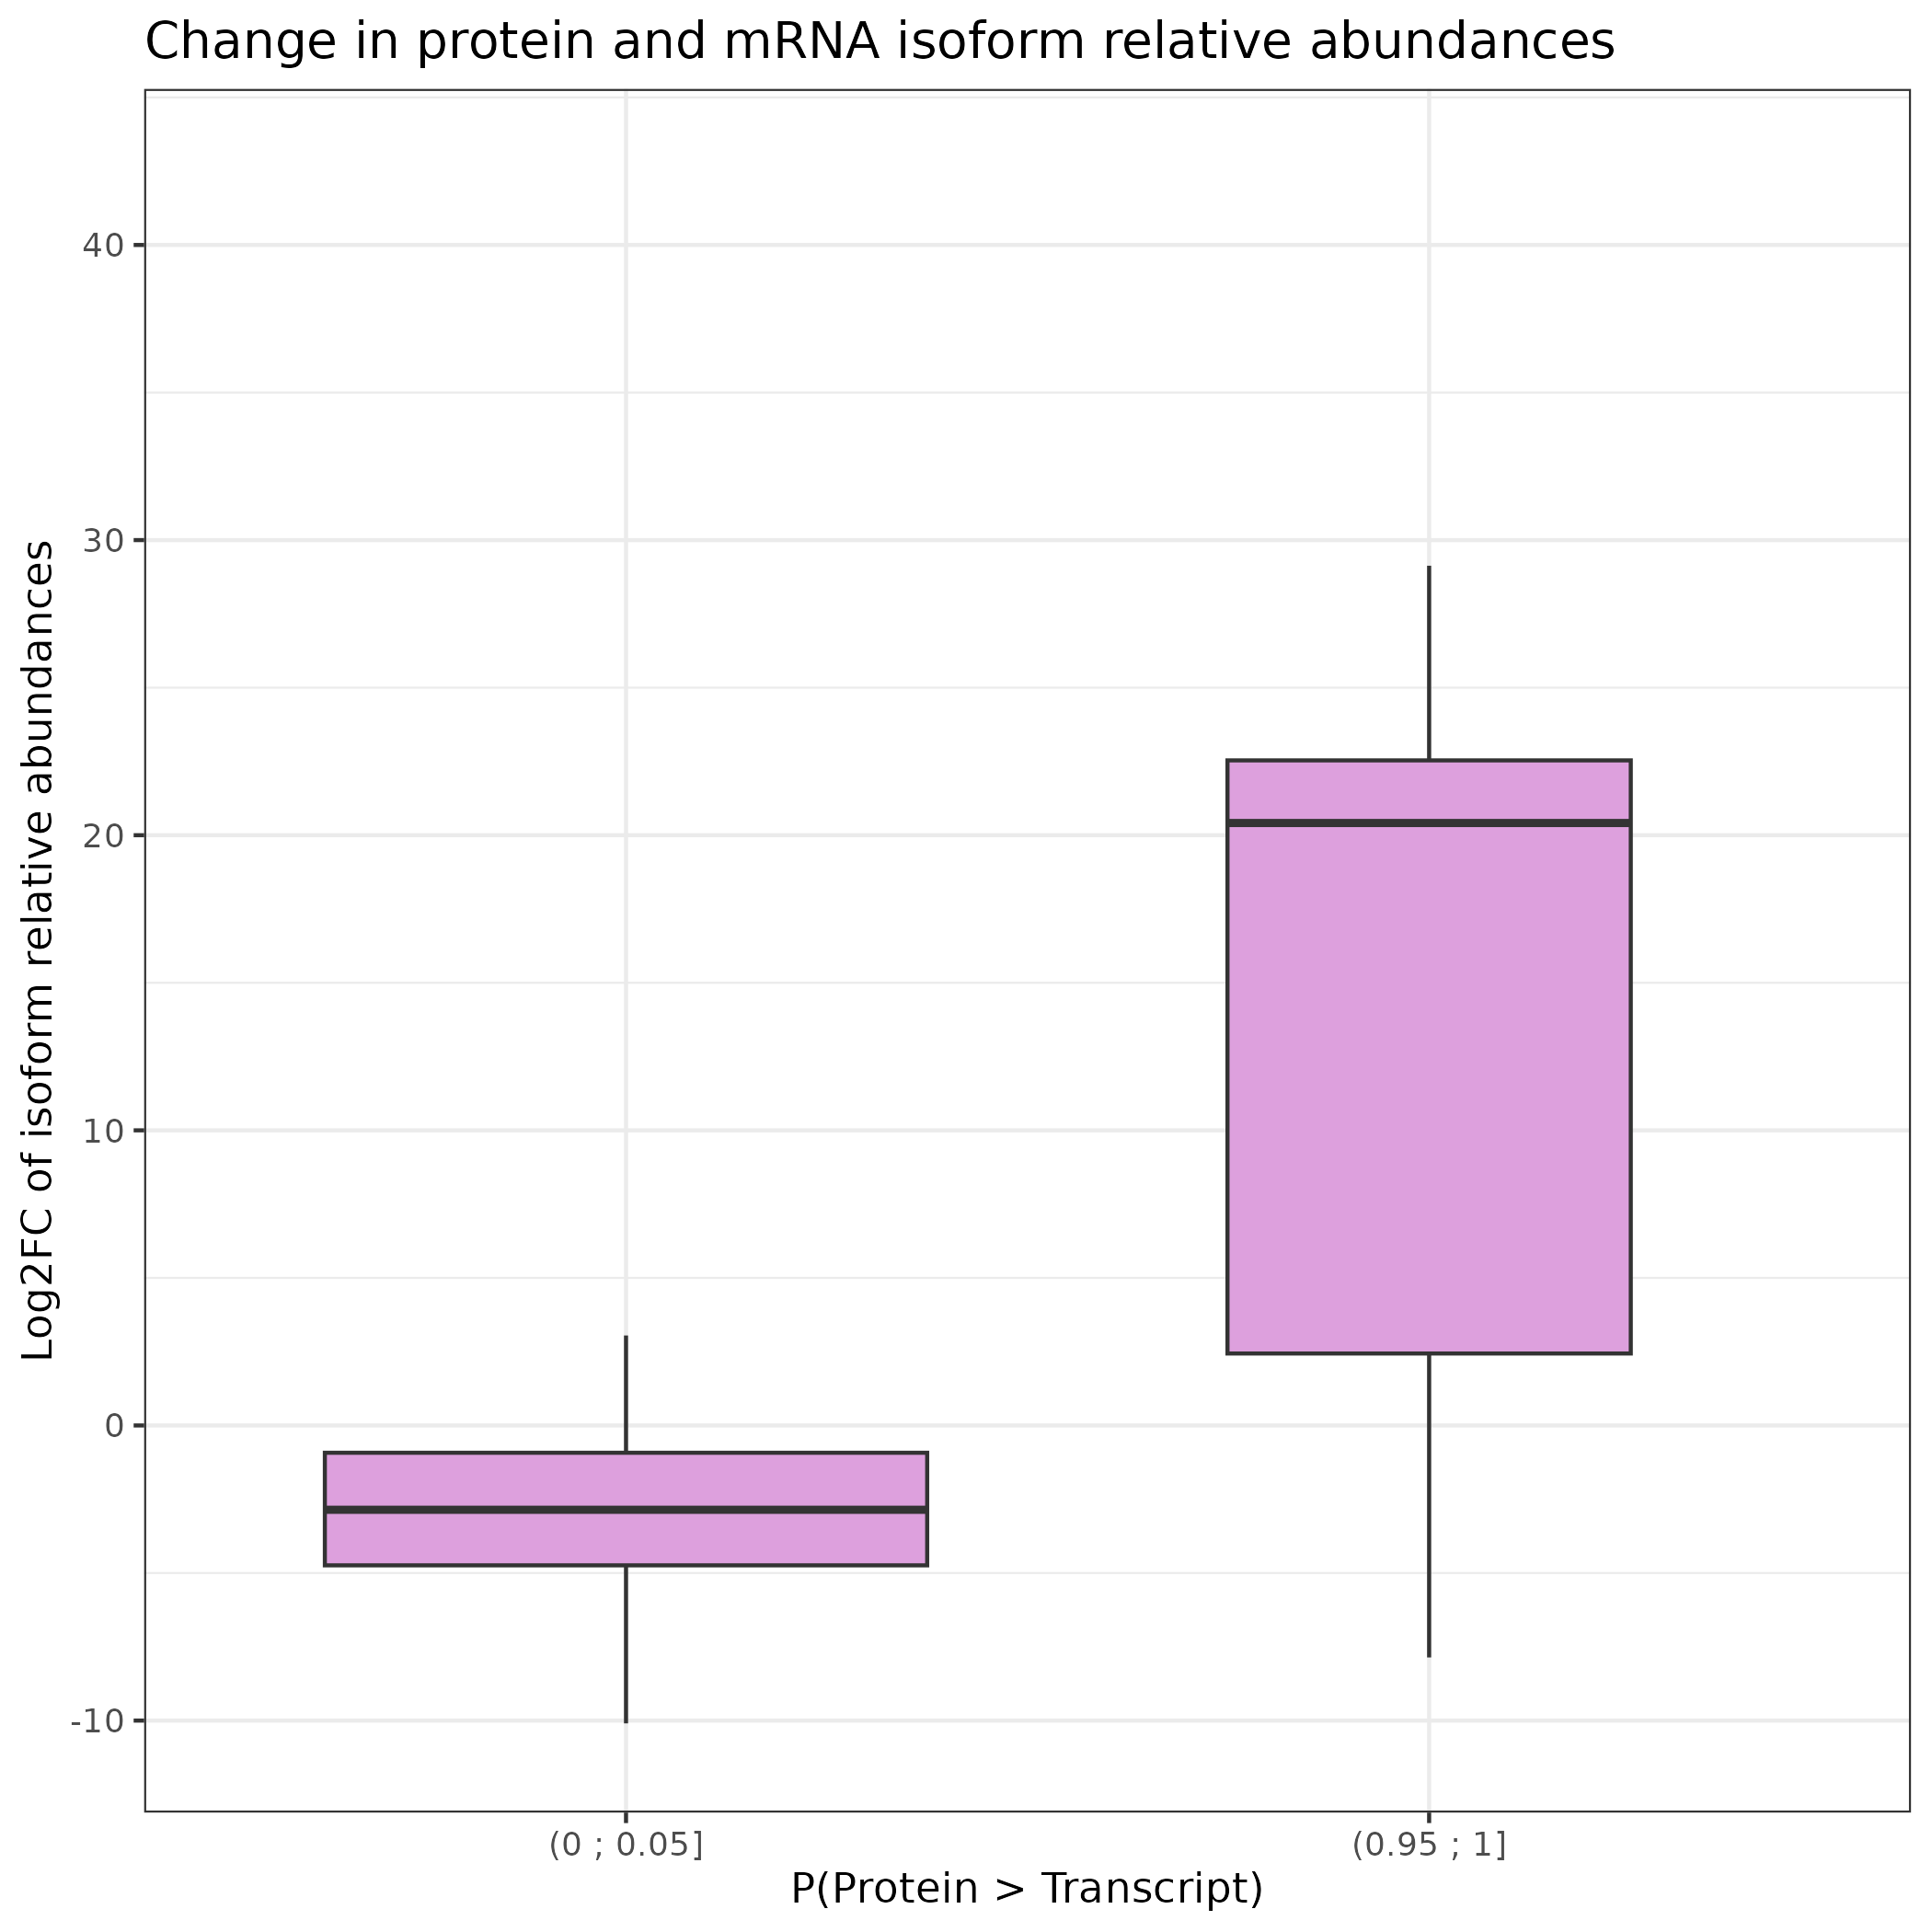 Change in protein and mRNA isoform relative abundances
Log2FC of isoform relative abundances
40
30
20
10
0
-10
(0 ; 0.05]
(0.95 ; 1]
P(Protein > Transcript)